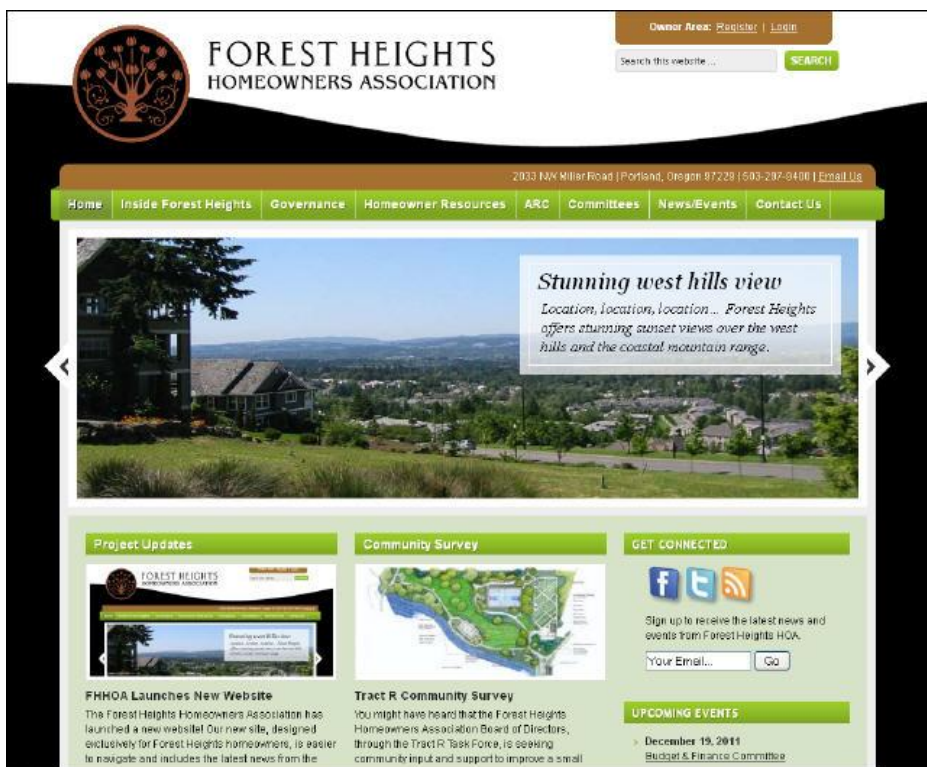 Owner Area: Register | Login
Search this website ...
SEARCH
FOREST HEIGHTS
HOMEOWNERS ASSOCIATION
2033 NW Miller Road | Portland, Oregon 97229 | 503-297-9400 | Email Us
Home
Inside Forest Heights
Governance
Homeowner Resources
ARC
Committees
News/Events
Contact Us
Stunning west hills view
Location, location, location... Forest Heights
offers stunning sunset views over the west
hills and the coastal mountain range.
Project Updates
FOREST HEIGHTS
HOMEOWNERS ASSOCIATION
Stunning west hills view
FHHOA Launches New Website
The Forest Heights Homeowners Association has
launched a new website! Our new site, designed
exclusively for Forest Heights homeowners, is easier
to navigate and includes the latest news from the
Community Survey
Tract R Community Survey
You might have heard that the Forest Heights
Homeowners Association Board of Directors,
through the Tract R Task Force, is seeking
community input and support to improve a small
GET CONNECTED
Sign up to receive the latest news and
events from Forest Heights HOA.
Your Email...
Go
UPCOMING EVENTS
December 19, 2011
Budget & Finance Committee